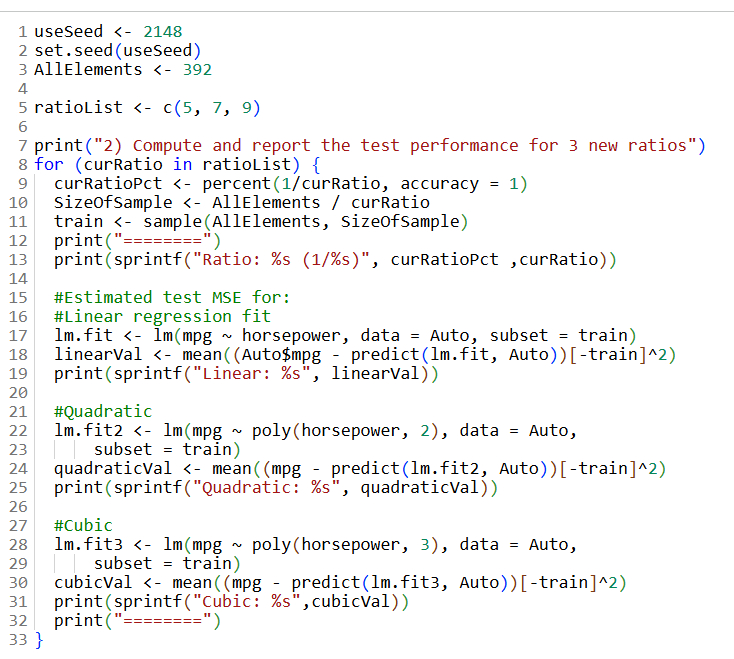 1 useSeed <- 2148
2 set.seed(useSeed)
3 AllElements <- 392
4
5 ratioList <- c(5, 7, 9)
6
7 print("2) Compute and report the test performance for 3 new ratios")
8 for (curRatio in ratioList) {
9   curRatioPct <- percent(1/curRatio, accuracy = 1)
10   SizeOfSample <- AllElements / curRatio
11   train <- sample(AllElements, SizeOfSample)
12   print("========")
13   print(sprintf("Ratio: %s (1/%s)", curRatioPct ,curRatio))
14
15   #Estimated test MSE for:
16   #Linear regression fit
17   lm.fit <- lm(mpg ~ horsepower, data = Auto, subset = train)
18   linearVal <- mean((Auto$mpg - predict(lm.fit, Auto))[-train]^2)
19   print(sprintf("Linear: %s", linearVal))
20
21   #Quadratic
22   lm.fit2 <- lm(mpg ~ poly(horsepower, 2), data = Auto,
23       subset = train)
24   quadraticVal <- mean((mpg - predict(lm.fit2, Auto))[-train]^2)
25   print(sprintf("Quadratic: %s", quadraticVal))
26
27   #Cubic
28   lm.fit3 <- lm(mpg ~ poly(horsepower, 3), data = Auto,
29       subset = train)
30   cubicVal <- mean((mpg - predict(lm.fit3, Auto))[-train]^2)
31   print(sprintf("Cubic: %s",cubicVal))
32   print("========")
33 }